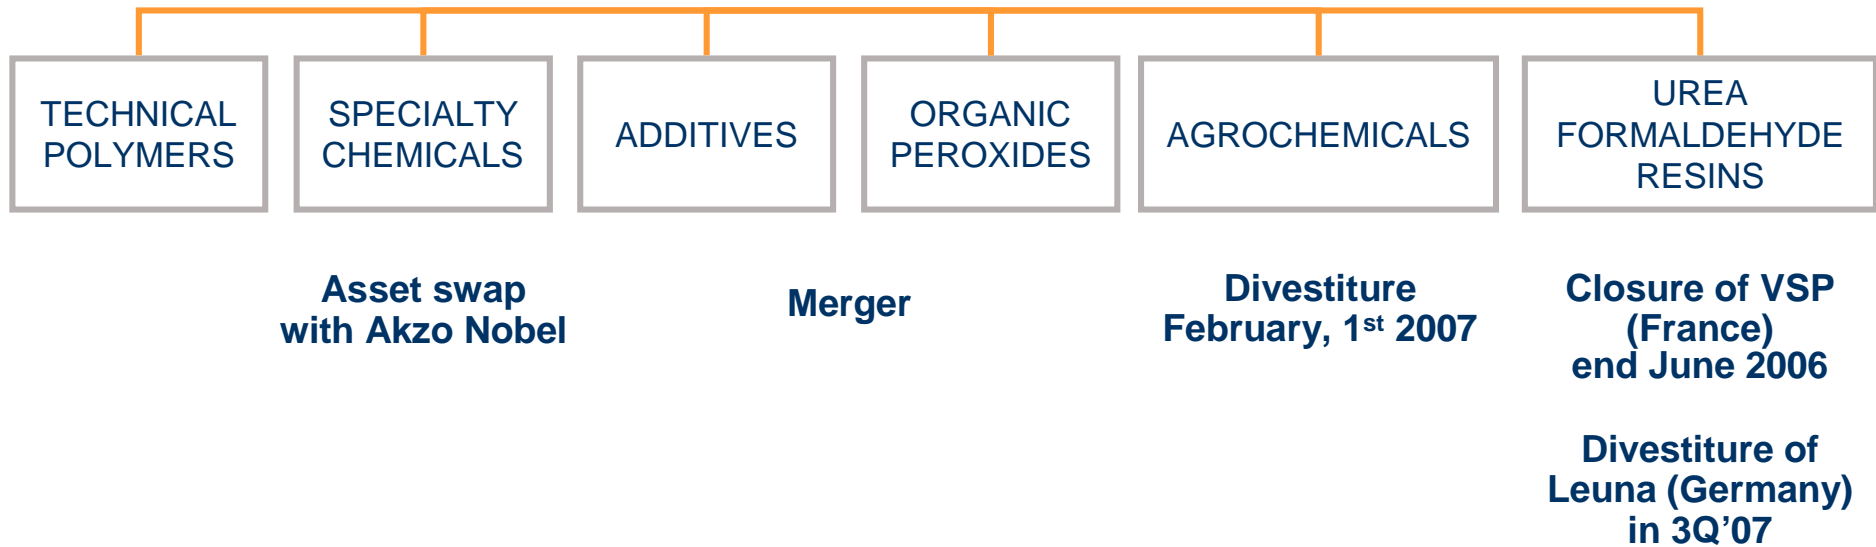 TECHNICAL
POLYMERS
SPECIALTY
CHEMICALS
ADDITIVES
ORGANIC
PEROXIDES
AGROCHEMICALS
UREA
FORMALDEHYDE
RESINS
Asset swap
with Akzo Nobel
Merger
Divestiture
February, 1st 2007
Closure of VSP
(France)
end June 2006
Divestiture of
Leuna (Germany)
in 3Q’07